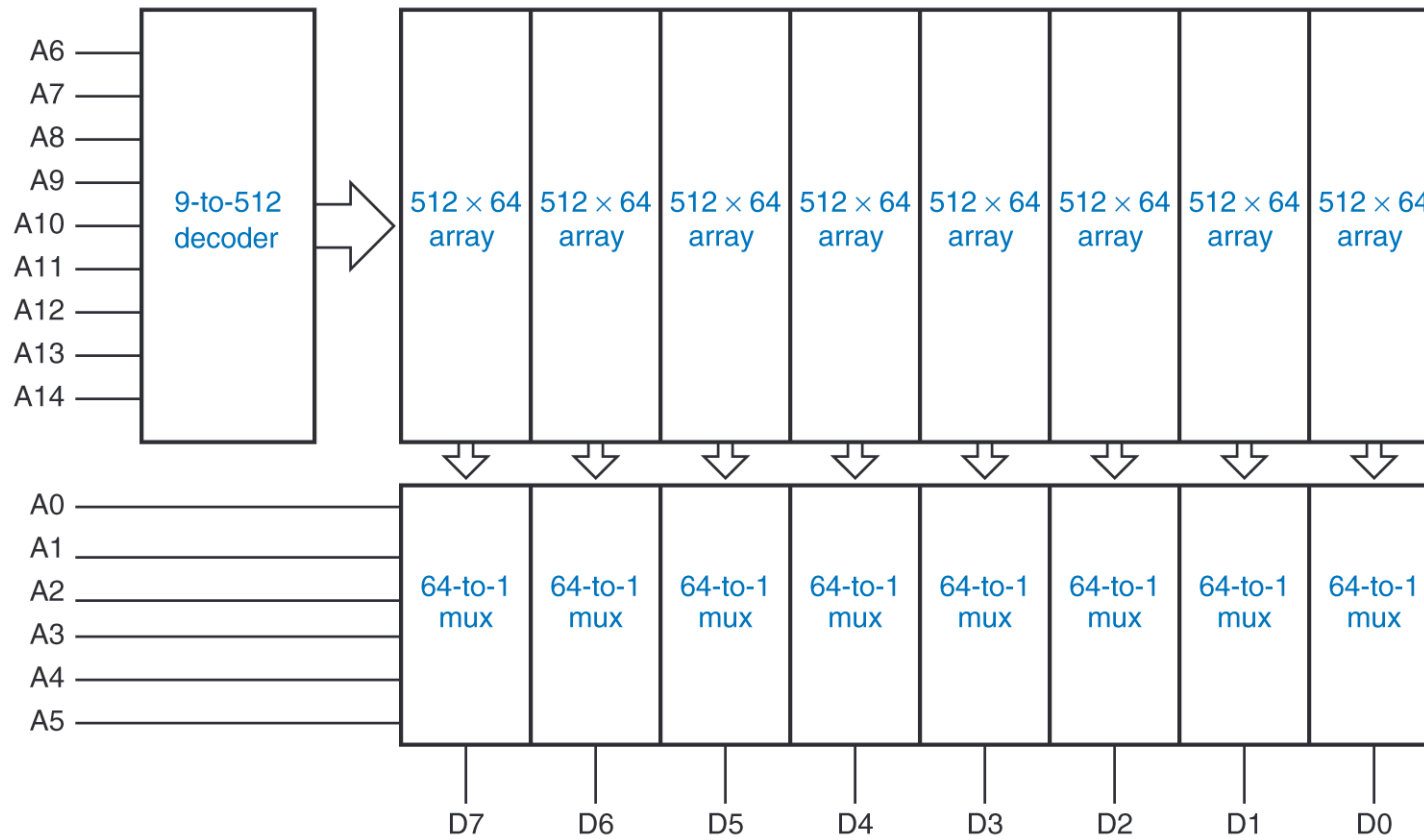 A6
A7
A8
A9
A10
A11
A12
A13
A14
9-to-512
decoder
512 × 64
array
512 × 64
array
512 × 64
array
512 × 64
array
512 × 64
array
512 × 64
array
512 × 64
array
512 × 64
array
A0
A1
A2
A3
A4
A5
64-to-1
mux
64-to-1
mux
64-to-1
mux
64-to-1
mux
64-to-1
mux
64-to-1
mux
64-to-1
mux
64-to-1
mux
D7
D6
D5
D4
D3
D2
D1
D0